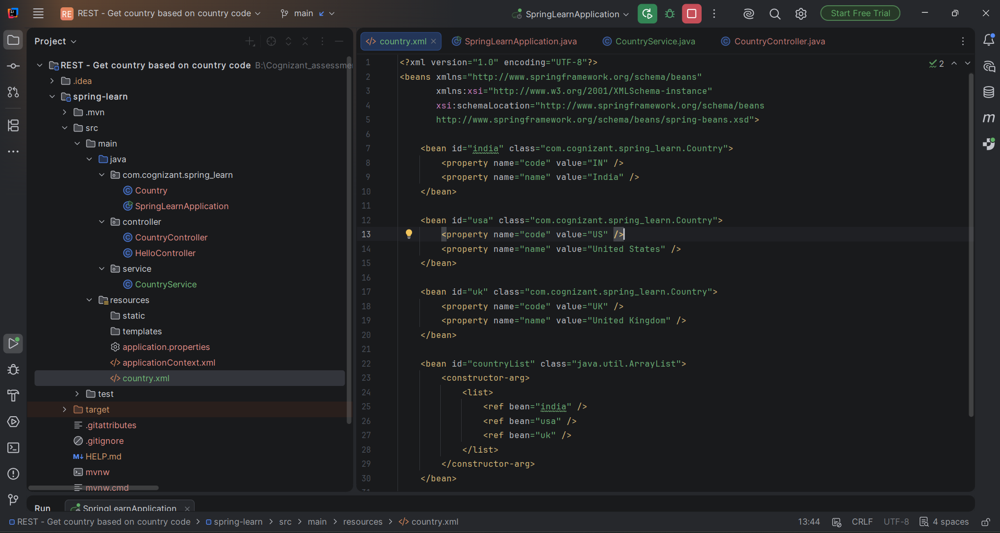 RE REST - Get country based on country code main SpringLearnApplication Start Free Trial
Project
REST - Get country based on country code B:\Cognizant_assessme
.idea
spring-learn
.mvn
src
main
java
com.cognizant.spring_learn
Country
SpringLearnApplication
controller
CountryController
HelloController
service
CountryService
resources
static
templates
application.properties
applicationContext.xml
country.xml
test
target
.gitattributes
.gitignore
M↓ HELP.md
mvnw
mvnw.cmd
country.xml SpringLearnApplication.java CountryService.java CountryController.java
2
1 <?xml version="1.0" encoding="UTF-8"?>
2 <beans xmlns="http://www.springframework.org/schema/beans"
3 xmlns:xsi="http://www.w3.org/2001/XMLSchema-instance"
4 xsi:schemaLocation="http://www.springframework.org/schema/beans
5 http://www.springframework.org/schema/beans/spring-beans.xsd">
6
7 <bean id="india" class="com.cognizant.spring_learn.Country">
8 <property name="code" value="IN" />
9 <property name="name" value="India" />
10 </bean>
11
12 <bean id="usa" class="com.cognizant.spring_learn.Country">
13 <property name="code" value="US" />
14 <property name="name" value="United States" />
15 </bean>
16
17 <bean id="uk" class="com.cognizant.spring_learn.Country">
18 <property name="code" value="UK" />
19 <property name="name" value="United Kingdom" />
20 </bean>
21
22 <bean id="countryList" class="java.util.ArrayList">
23 <constructor-arg>
24 <list>
25 <ref bean="india" />
26 <ref bean="usa" />
27 <ref bean="uk" />
28 </list>
29 </constructor-arg>
30 </bean>
31
Run SpringLearnApplication
REST - Get country based on country code > spring-learn > src > main > resources > country.xml 13:44 CRLF UTF-8 4 spaces